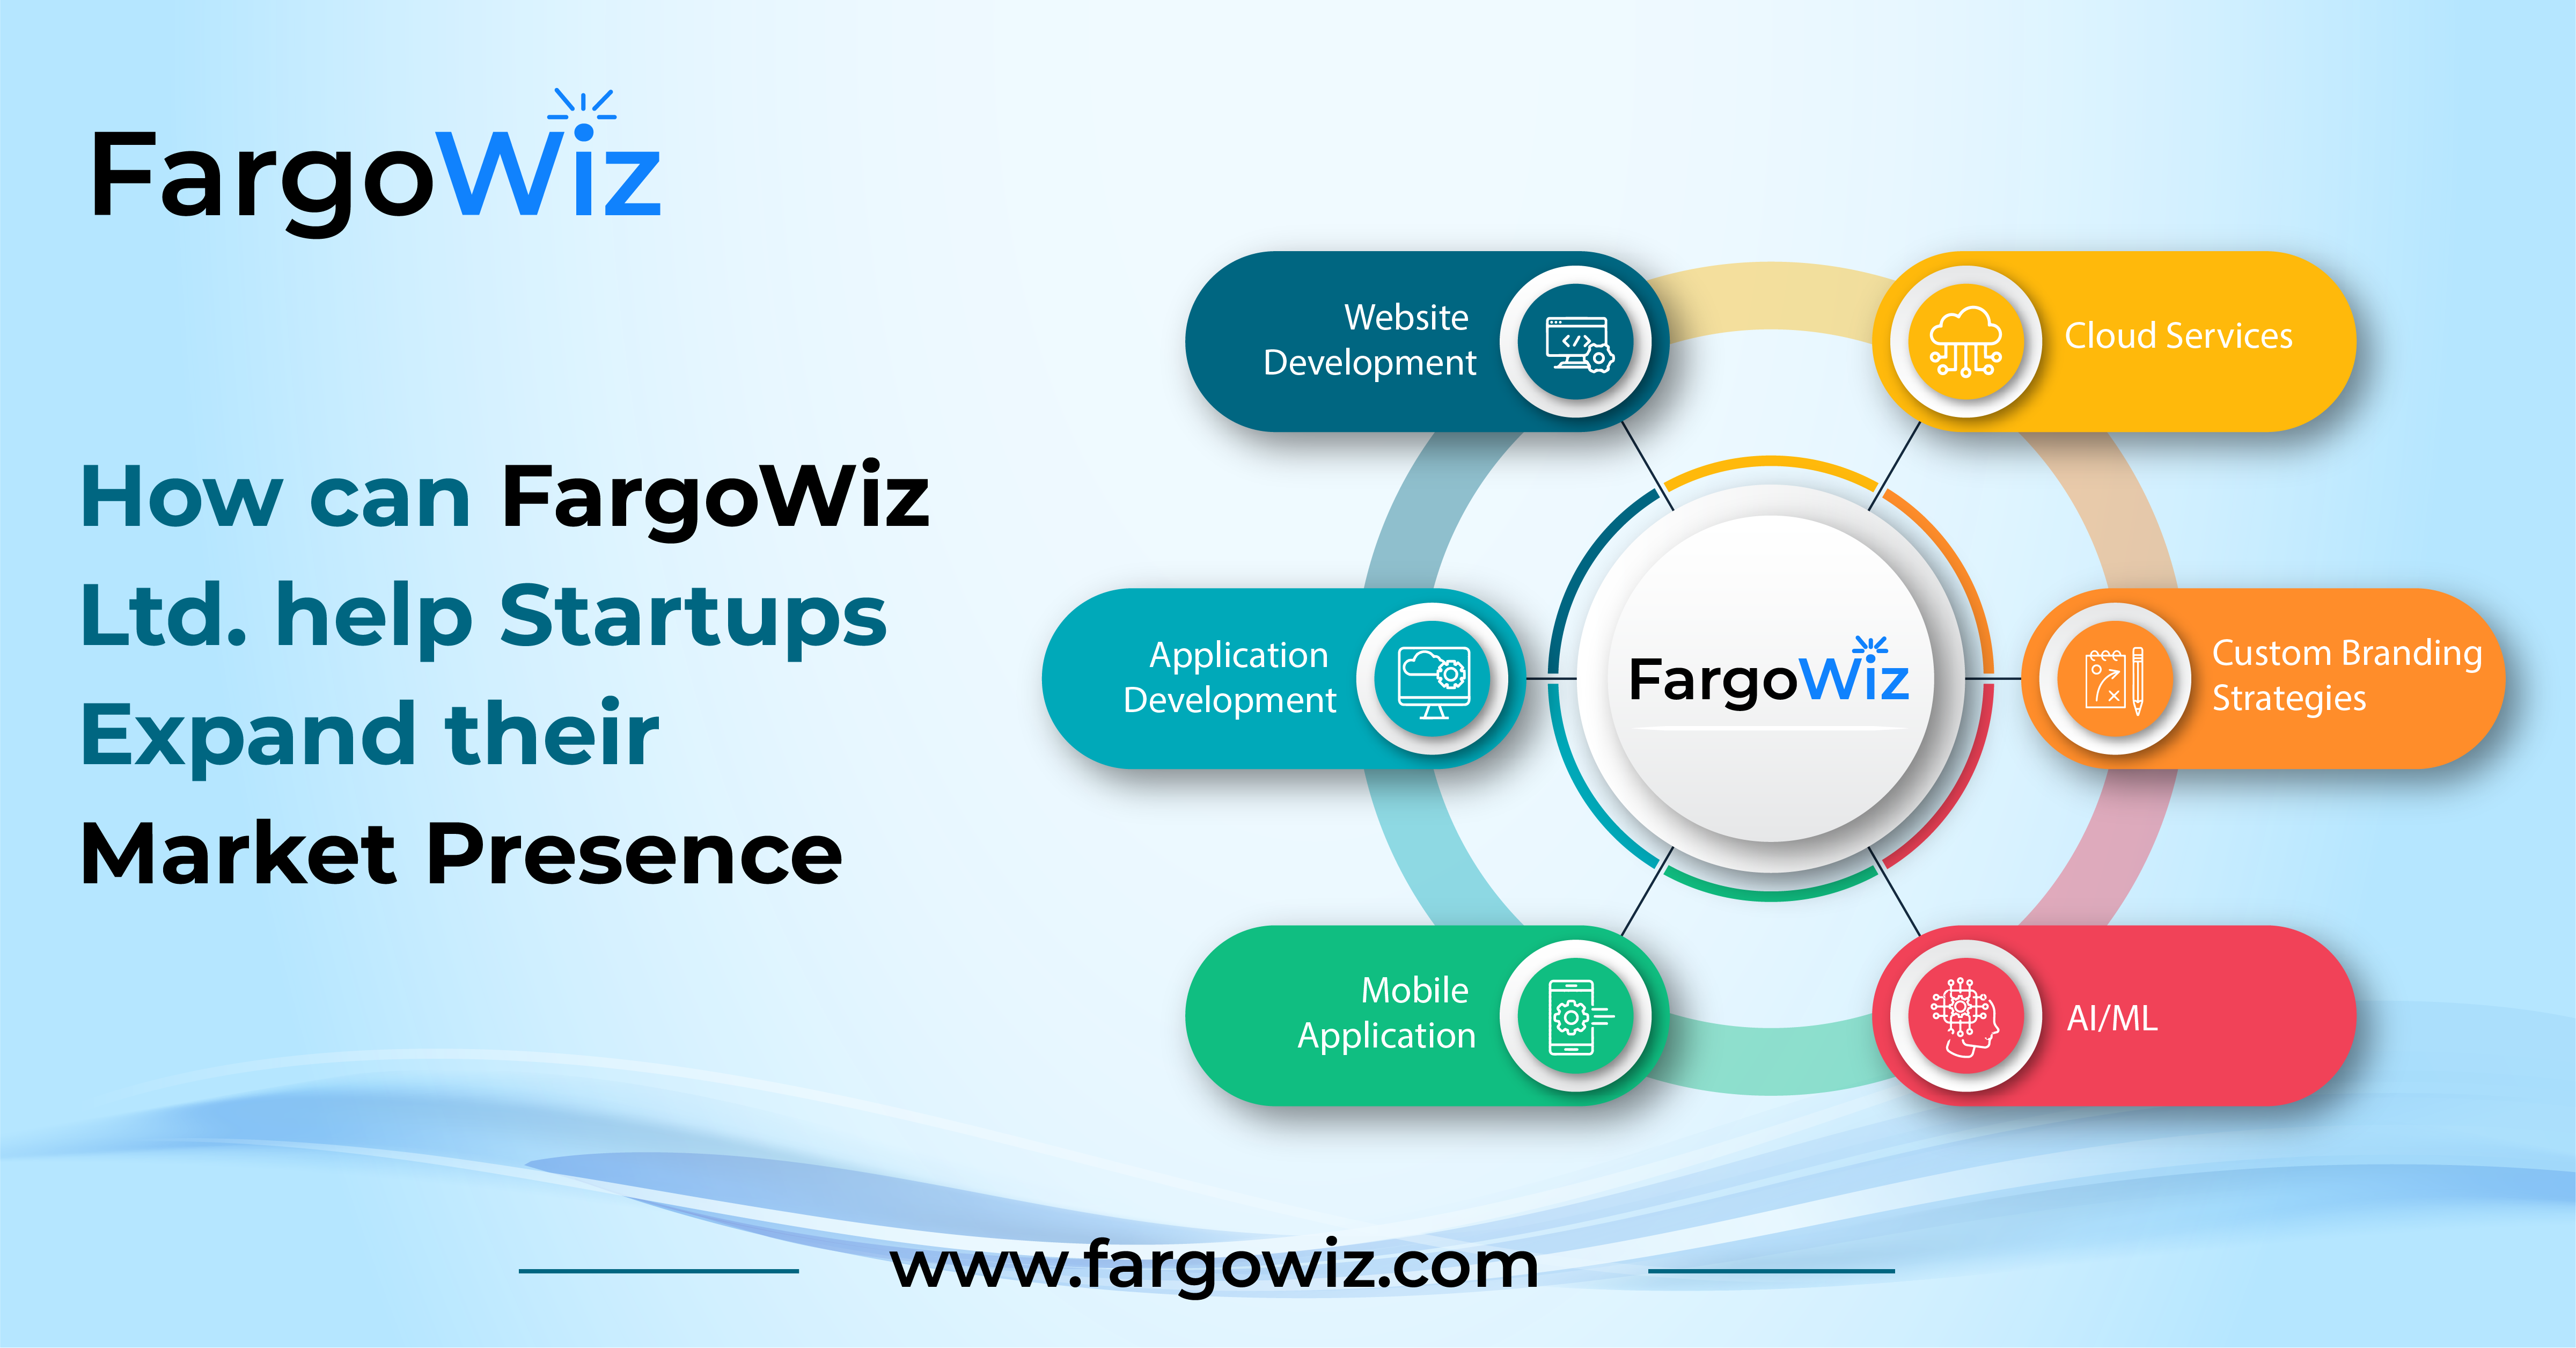 FargoWiz
How can FargoWiz
Ltd. help Startups
Expand their
Market Presence
Website
Development
Cloud Services
Application
Development
FargoWiz
Custom Branding
Strategies
Mobile
Application
AI/ML
www.fargowiz.com